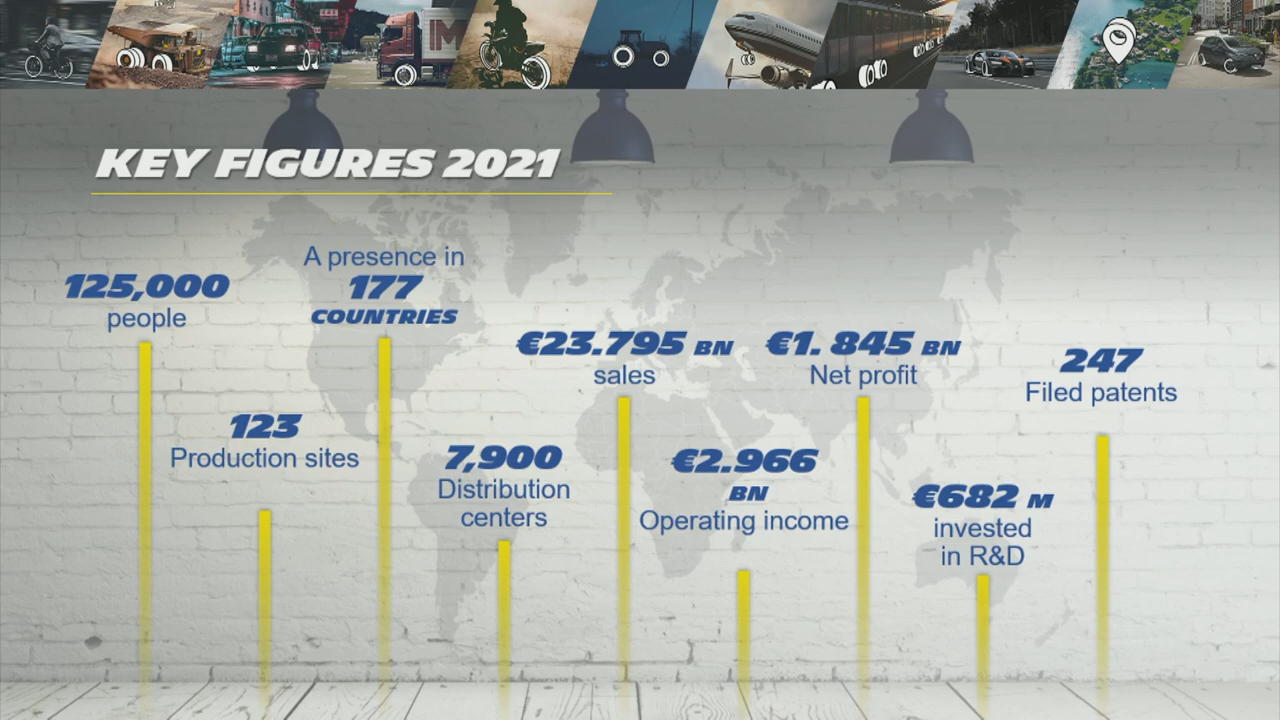 KEY FIGURES 2021
125,000
people
A presence in
177
COUNTRIES
123
Production sites
7,900
Distribution
centers
€23.795 BN
sales
€2.966
BN
Operating income
€1. 845 BN
Net profit
€682 M
invested
in R&D
247
Filed patents